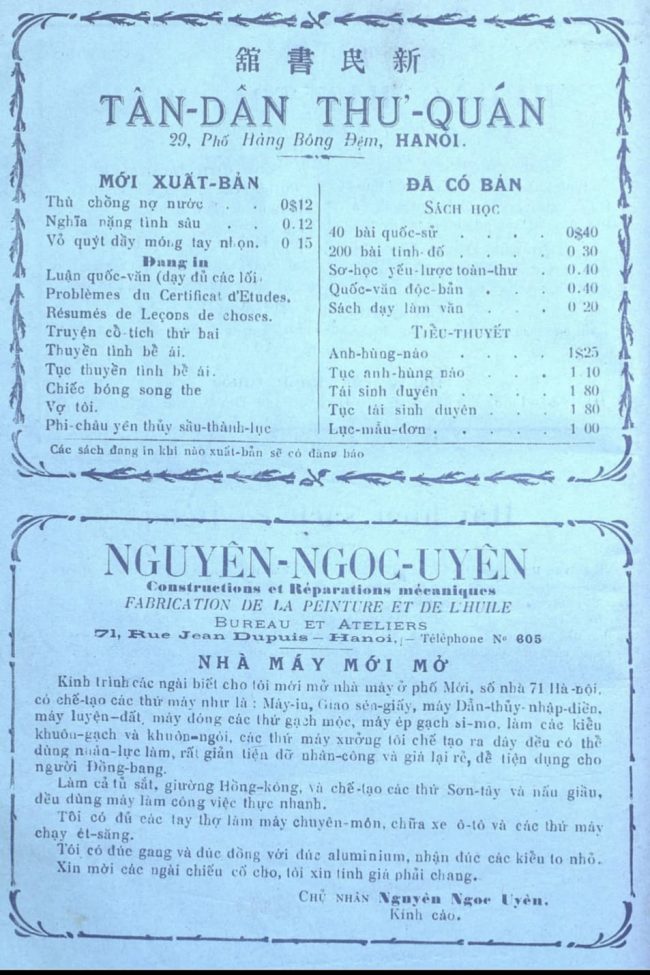 新民書館
TÂN-DÂN THƯ-QUÁN
29, Phố Hàng Bông Đệm, HANOI.
MỚI XUẤT-BẢN
Thù chồng nợ nước . . 0$12
Nghĩa nặng tình sâu . . 0.12
Vỏ quýt dầy móng tay nhọn. 0 15
Đang in
Luận quốc-văn (dạy đủ các lối)
Problèmes du Certificat d'Etudes.
Résumés de Leçons de choses.
Truyện cổ-tích thứ hai
Thuyền tình bể ái.
Tục thuyền tình bể ái.
Chiếc bóng song the
Vợ tôi.
Phi-châu yên thủy sầu-thành-lục
ĐÃ CÓ BÁN
SÁCH HỌC
40 bài quốc-sử . . . . 0$40
200 bài tính-đố . . . . 0 30
Sơ-học yếu-lược toàn-thư . 0.40
Quốc-văn độc-bản . . . 0.40
Sách dạy làm văn . . . 0 20
TIỂU-THUYẾT
Anh-hùng-náo . . . . 1$25
Tục anh-hùng náo . . . 1.10
Tái sinh duyên . . . . 1 80
Tục tái sinh duyên . . . 1 80
Lục-mẫu-đơn . . . . . 1 00
Các sách đang in khi nào xuất-bản sẽ có đăng báo
NGUYỄN-NGỌC-UYÊN
Constructions et Réparations mécaniques
FABRICATION DE LA PEINTURE ET DE L'HUILE
BUREAU ET ATELIERS
71, Rue Jean Dupuis — Hanoi, — Téléphone Nº 605
NHÀ MÁY MỚI MỞ
Kính trình các ngài biết cho tôi mới mở nhà máy ở phố Mới, số nhà 71 Hà-nội.
có chế-tạo các thứ máy như là : Máy-in, Giao sén-giấy, máy Dẫn-thủy-nhập-điền,
máy luyện-đất, máy đóng các thứ gạch mộc, máy ép gạch si-mo, làm các kiểu
khuôn-gạch và khuôn-ngói, các thứ máy xưởng tôi chế tạo ra đây đều có thể
dùng nhân-lực làm, rất giản tiện đỡ nhân-công và giá lại rẻ, dễ tiện dụng cho
người Đồng-bang.
Làm cả tủ sắt, giường Hồng-kông, và chế-tạo các thứ Sơn-tây và nấu giầu,
đều dùng máy làm công việc thực nhanh.
Tôi có đủ các tay thợ làm máy chuyên-môn, chữa xe ô-tô và các thứ máy
chạy ét-săng.
Tôi có đúc gang và đúc đồng với đúc aluminium, nhận đúc các kiểu to nhỏ.
Xin mời các ngài chiếu cố cho, tôi xin tính giá phải chang.
CHỦ NHÂN Nguyễn Ngọc Uyên.
Kính cáo.